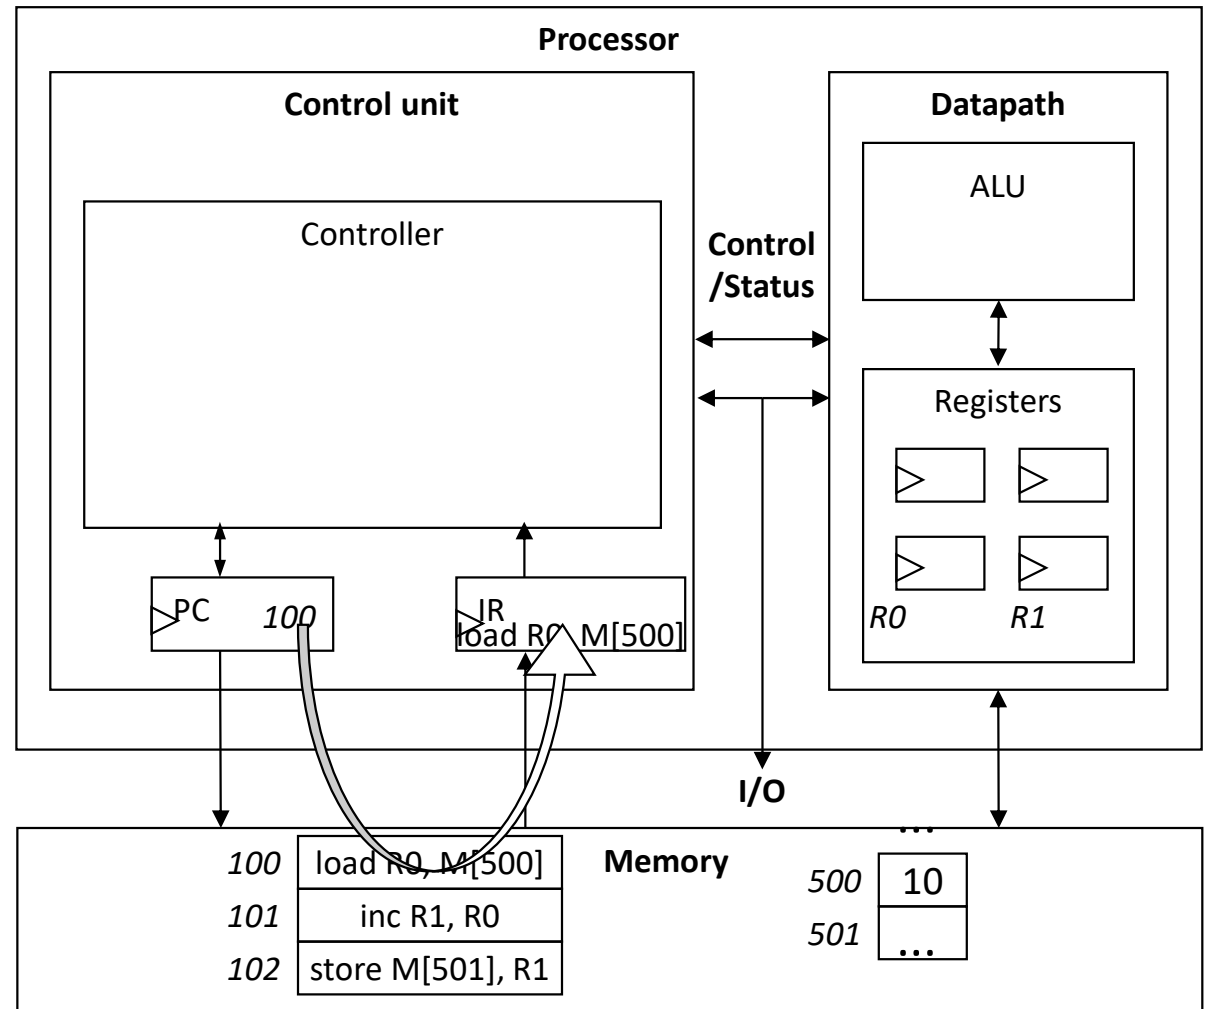 Processor
Control unit
Datapath
ALU
Controller
Control
/Status
Registers
PC
100
IR
load R0, M[500]
R0
R1
I/O
Memory
...
100 load R0, M[500]
101 inc R1, R0
102 store M[501], R1
500 10
501
...